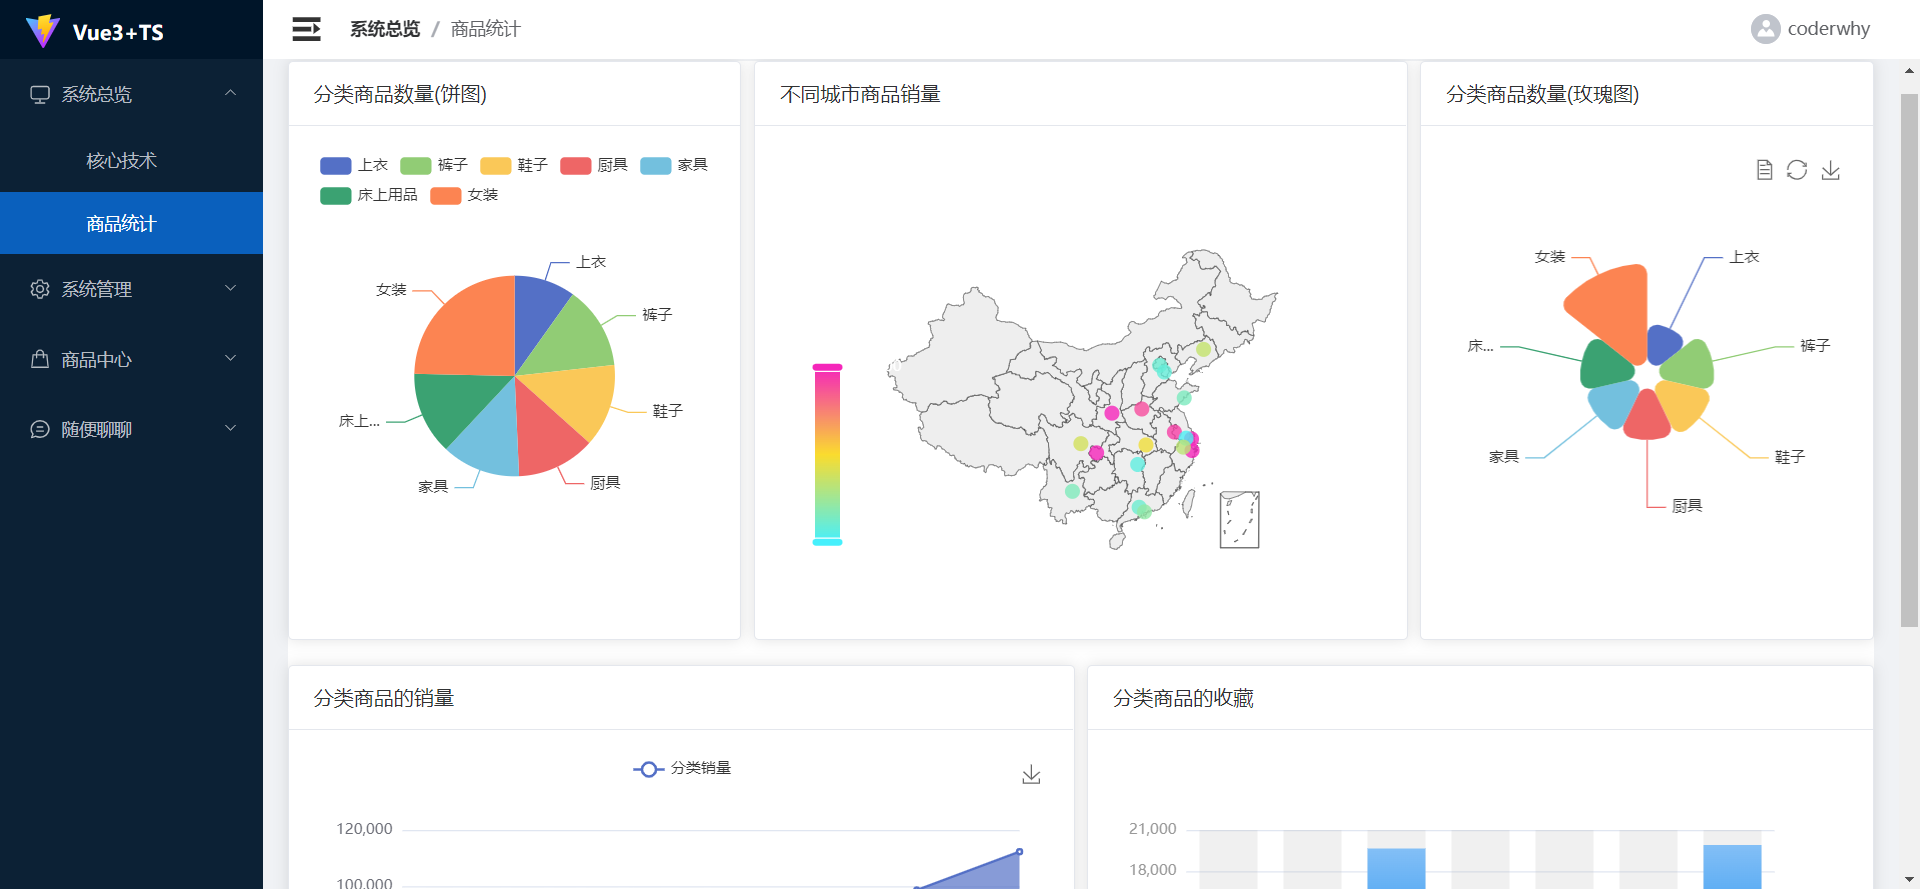 Vue3+TS
系统总览 / 商品统计
coderwhy
系统总览
核心技术
商品统计
系统管理
商品中心
随便聊聊
分类商品数量(饼图)
上衣 裤子 鞋子 厨具 家具
床上用品 女装
上衣
女装
裤子
鞋子
床上...
厨具
家具
不同城市商品销量
分类商品数量(玫瑰图)
女装
上衣
床...
裤子
家具
鞋子
厨具
分类商品的销量
分类销量
120,000
100,000
分类商品的收藏
21,000
18,000